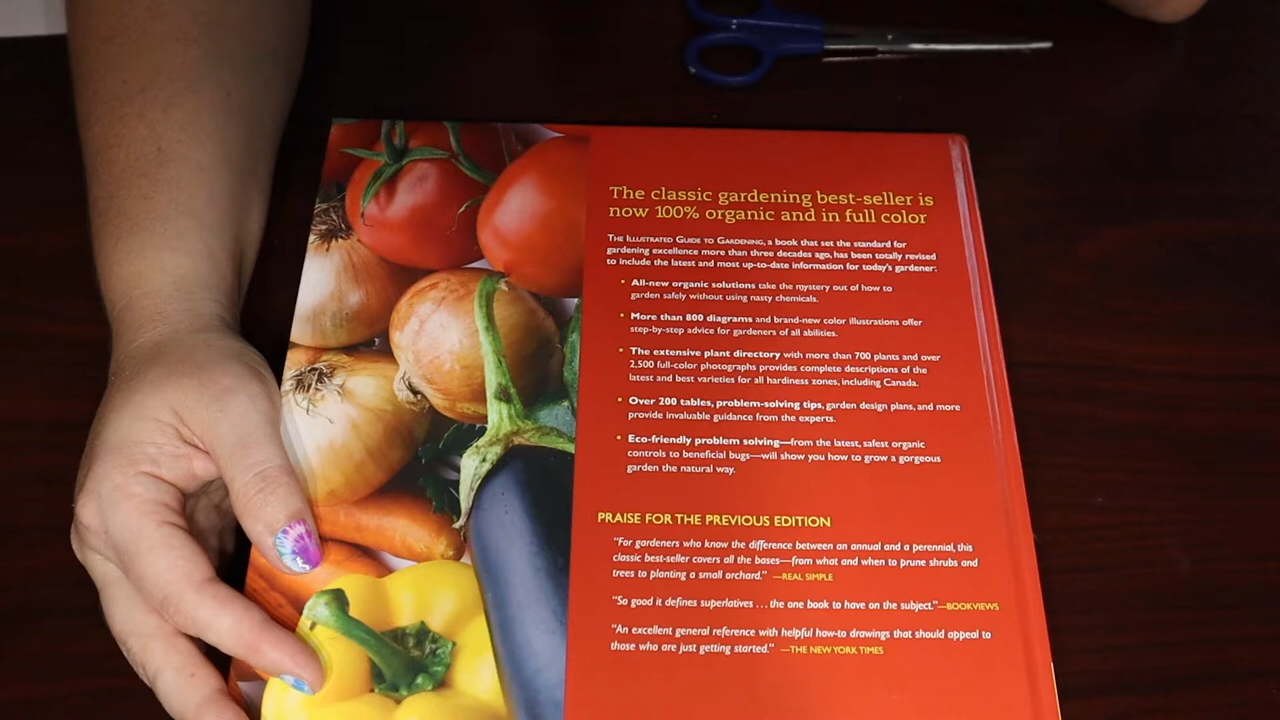 The classic gardening best-seller is
now 100% organic and in full color
THE ILLUSTRATED GUIDE TO GARDENING, a book that set the standard for
gardening excellence more than three decades ago, has been totally revised
to include the latest and most up-to-date information for today's gardener:
• All-new organic solutions take the mystery out of how to
garden safely without using nasty chemicals.
• More than 800 diagrams and brand-new color illustrations offer
step-by-step advice for gardeners of all abilities.
• The extensive plant directory with more than 700 plants and over
2,500 full-color photographs provides complete descriptions of the
latest and best varieties for all hardiness zones, including Canada.
• Over 200 tables, problem-solving tips, garden design plans, and more
provide invaluable guidance from the experts.
• Eco-friendly problem solving—from the latest, safest organic
controls to beneficial bugs—will show you how to grow a gorgeous
garden the natural way.
PRAISE FOR THE PREVIOUS EDITION
"For gardeners who know the difference between an annual and a perennial, this
classic best-seller covers all the bases—from what and when to prune shrubs and
trees to planting a small orchard." —REAL SIMPLE
"So good it defines superlatives . . . the one book to have on the subject."—BOOKVIEWS
"An excellent general reference with helpful how-to drawings that should appeal to
those who are just getting started." —THE NEW YORK TIMES